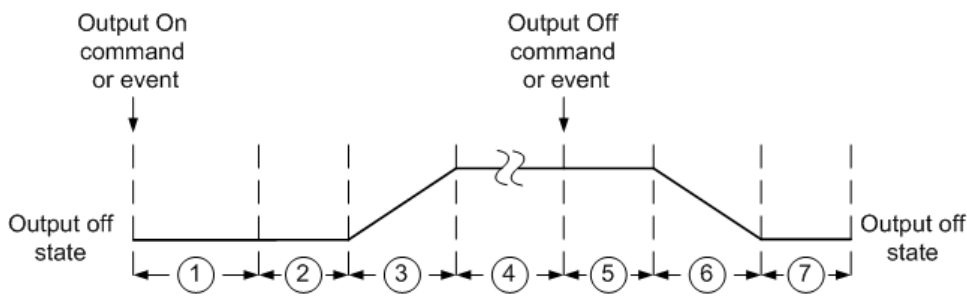 Output On
command
or event
Output Off
command
or event
Output off
state
Output off
state
1 2 3 4 5 6 7